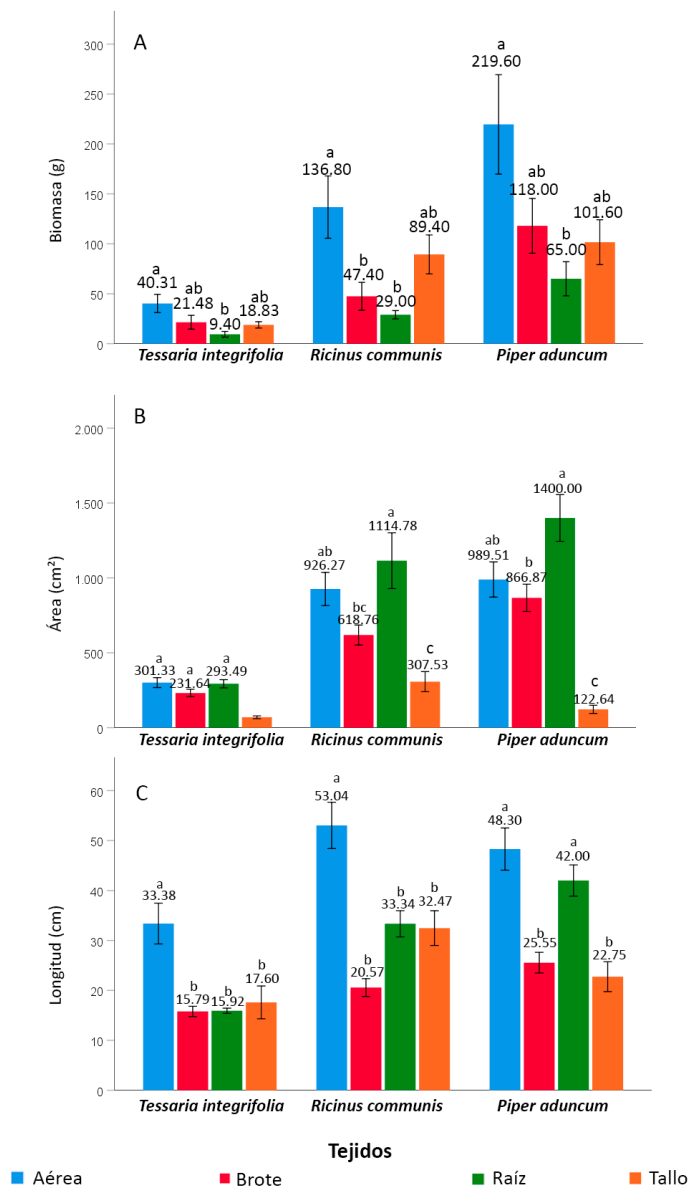 A
300
250
200
150
100
50
0
Biomasa (g)
a
40.31
ab
21.48
b
9.40
ab
18.83
a
136.80
b
47.40
b
29.00
ab
89.40
a
219.60
ab
118.00
b
65.00
ab
101.60
Tessaria integrifolia
Ricinus communis
Piper aduncum
B
2.000
1.500
1.000
500
0
Área (cm²)
a
301.33
a
231.64
a
293.49
ab
926.27
bc
618.76
a
1114.78
c
307.53
ab
989.51
b
866.87
a
1400.00
c
122.64
Tessaria integrifolia
Ricinus communis
Piper aduncum
C
60
50
40
30
20
10
0
Longitud (cm)
a
33.38
b
15.79
b
15.92
b
17.60
a
53.04
b
20.57
b
33.34
b
32.47
a
48.30
b
25.55
a
42.00
b
22.75
Tessaria integrifolia
Ricinus communis
Piper aduncum
Tejidos
Aérea
Brote
Raíz
Tallo